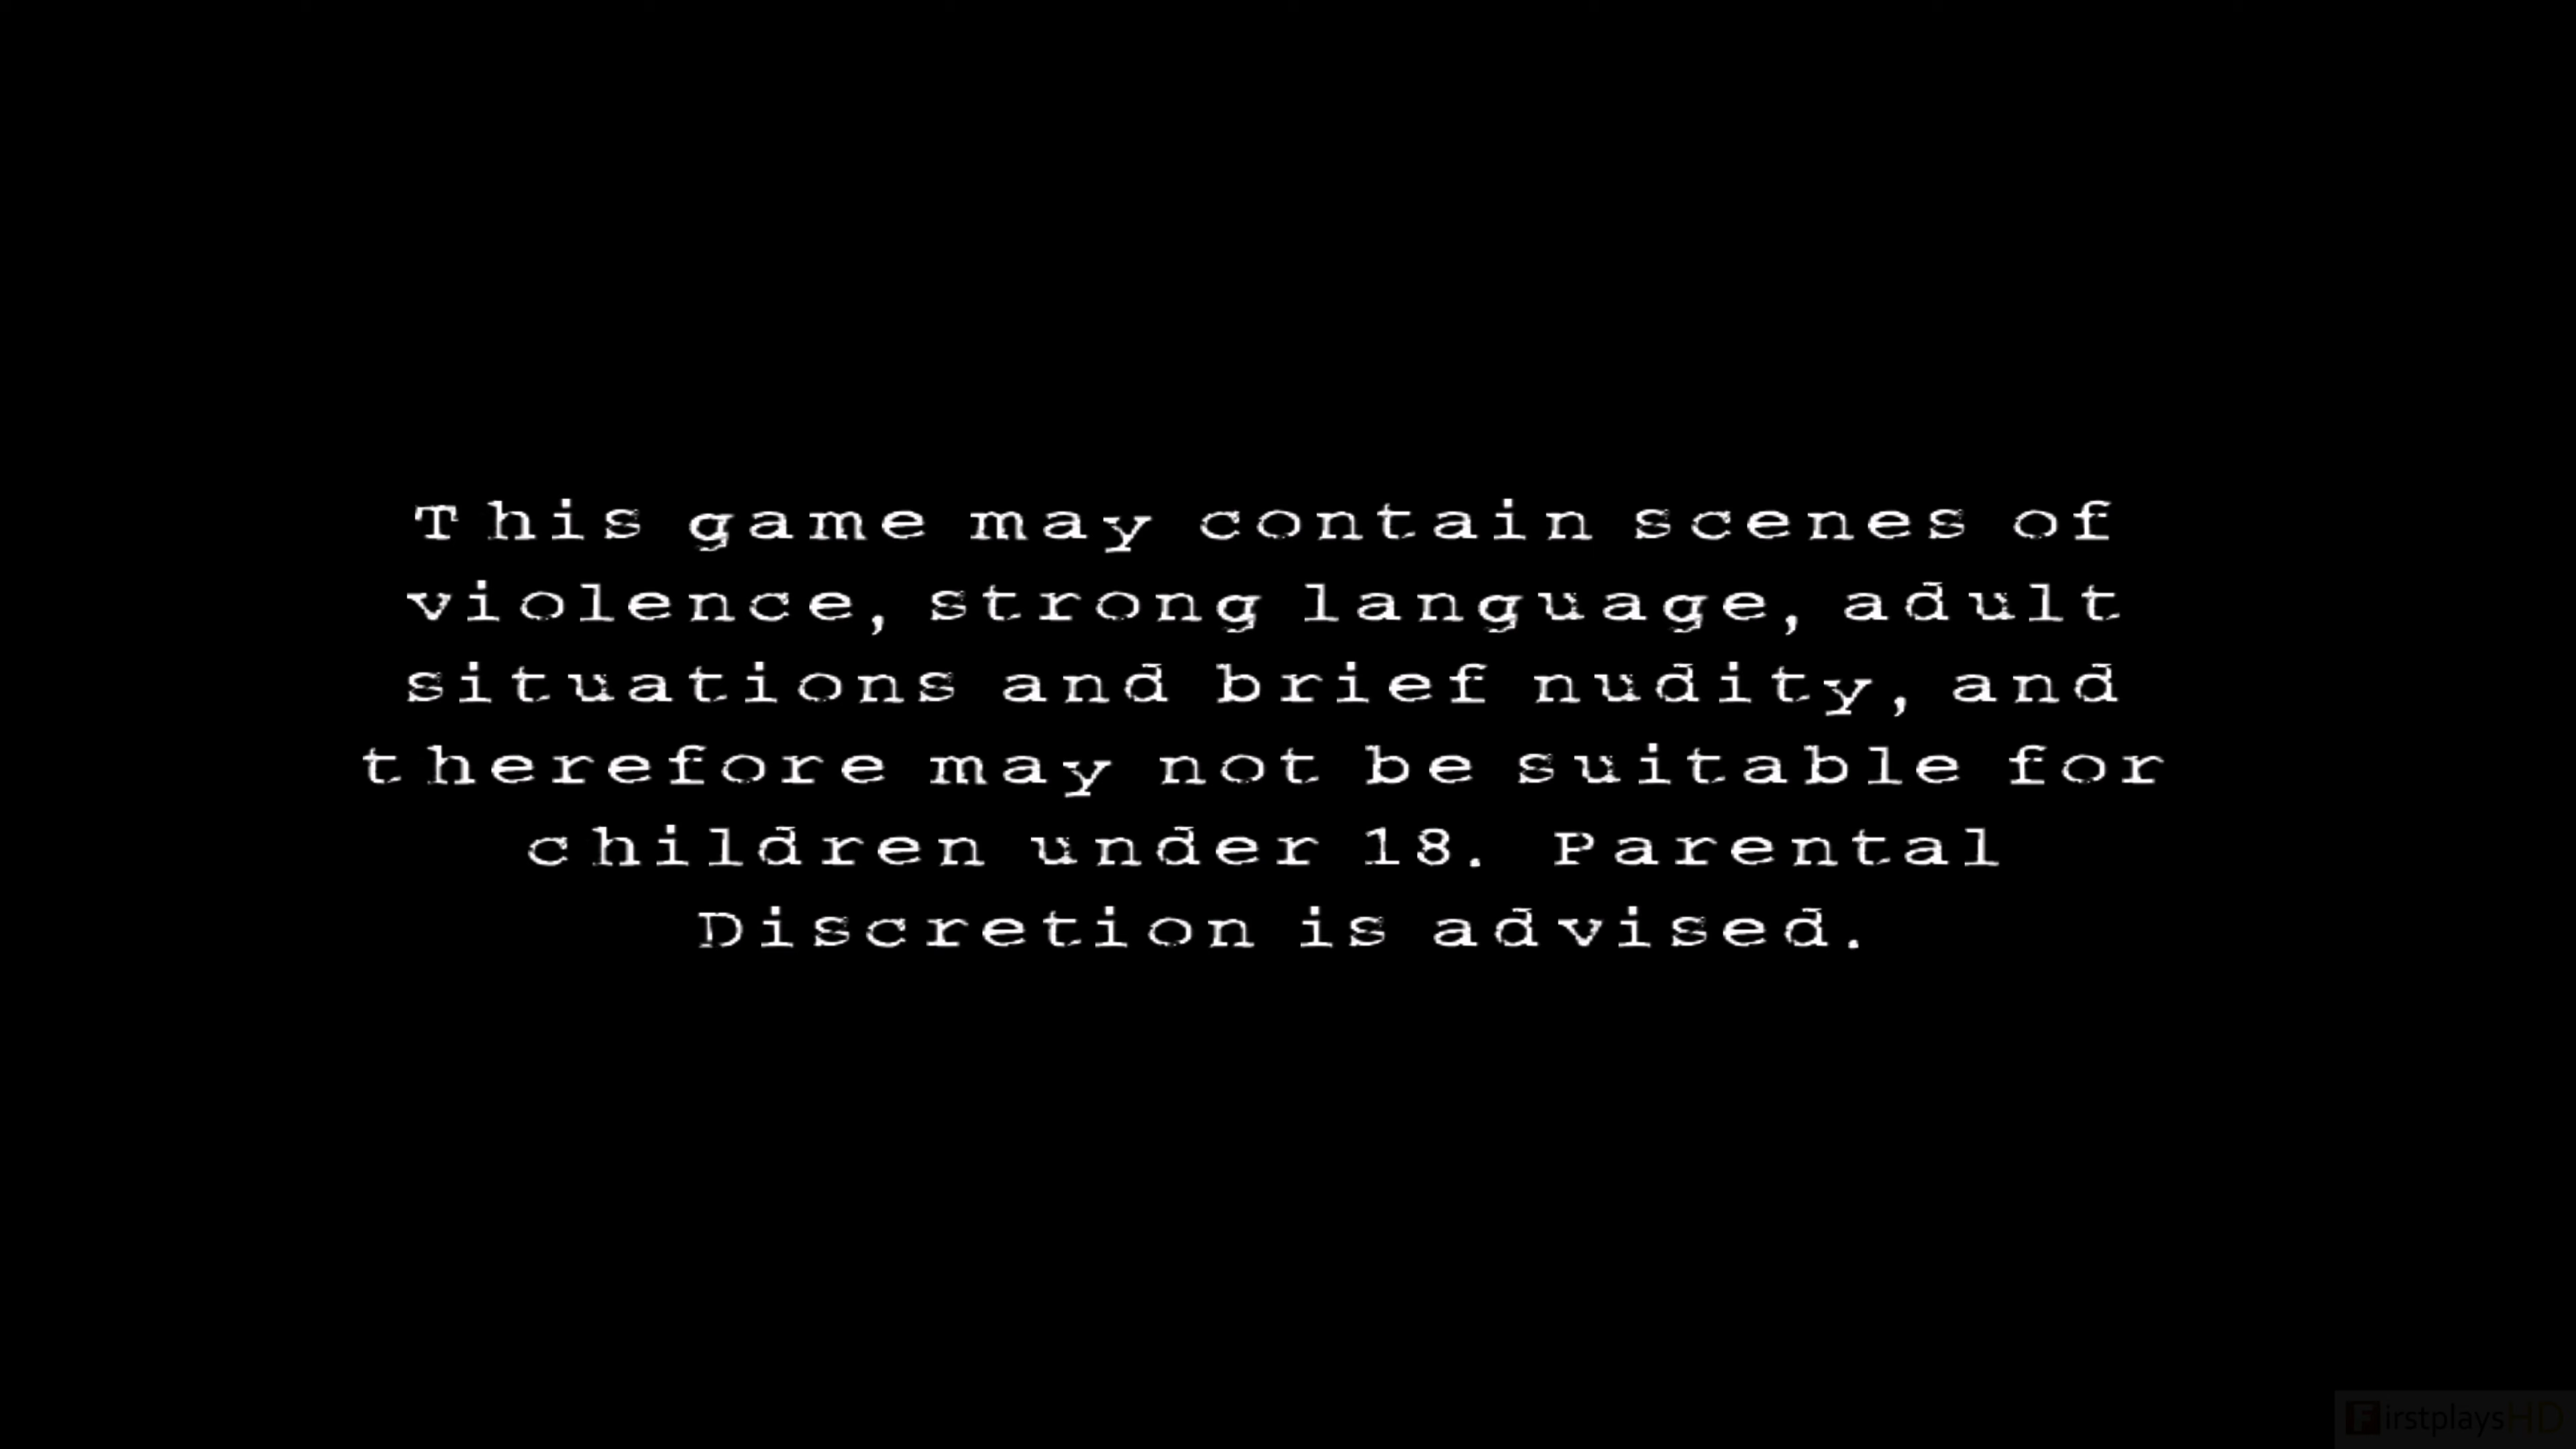 This game may contain scenes of
violence, strong language, adult
situations and brief nudity, and
therefore may not be suitable for
children under 18. Parental
Discretion is advised.
FirstplaysHD